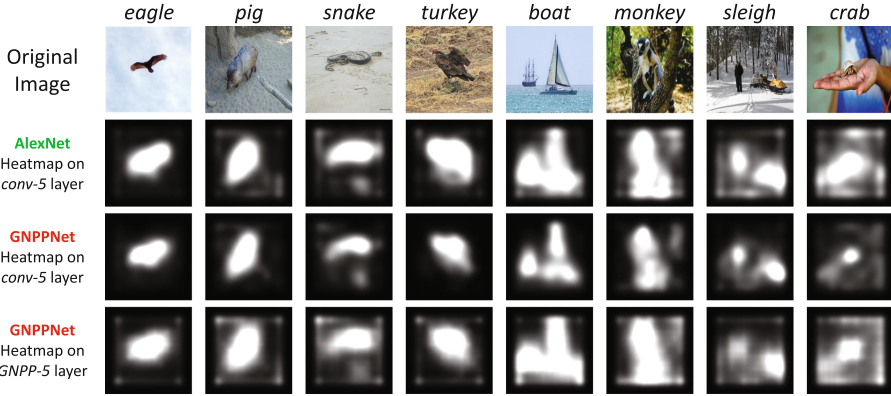 eagle pig snake turkey boat monkey sleigh crab
Original
Image
AlexNet
Heatmap on
conv-5 layer
GNPPNet
Heatmap on
conv-5 layer
GNPPNet
Heatmap on
GNPP-5 layer